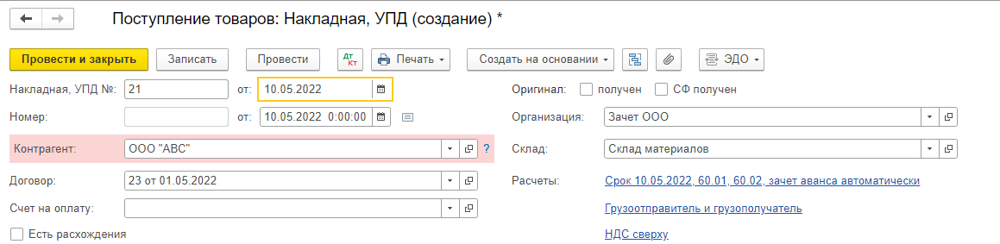 Поступление товаров: Накладная, УПД (создание) *
Провести и закрыть Записать Провести Дт Кт Печать Создать на основании ЭДО
Накладная, УПД №: 21 от: 10.05.2022 Оригинал: получен СФ получен
Номер: от: 10.05.2022 0:00:00 Организация: Зачет ООО
Контрагент: ООО "АВС" ? Склад: Склад материалов
Договор: 23 от 01.05.2022 Расчеты: Срок 10.05.2022, 60.01, 60.02, зачет аванса автоматически
Счет на оплату: Грузоотправитель и грузополучатель
Есть расхождения НДС сверху